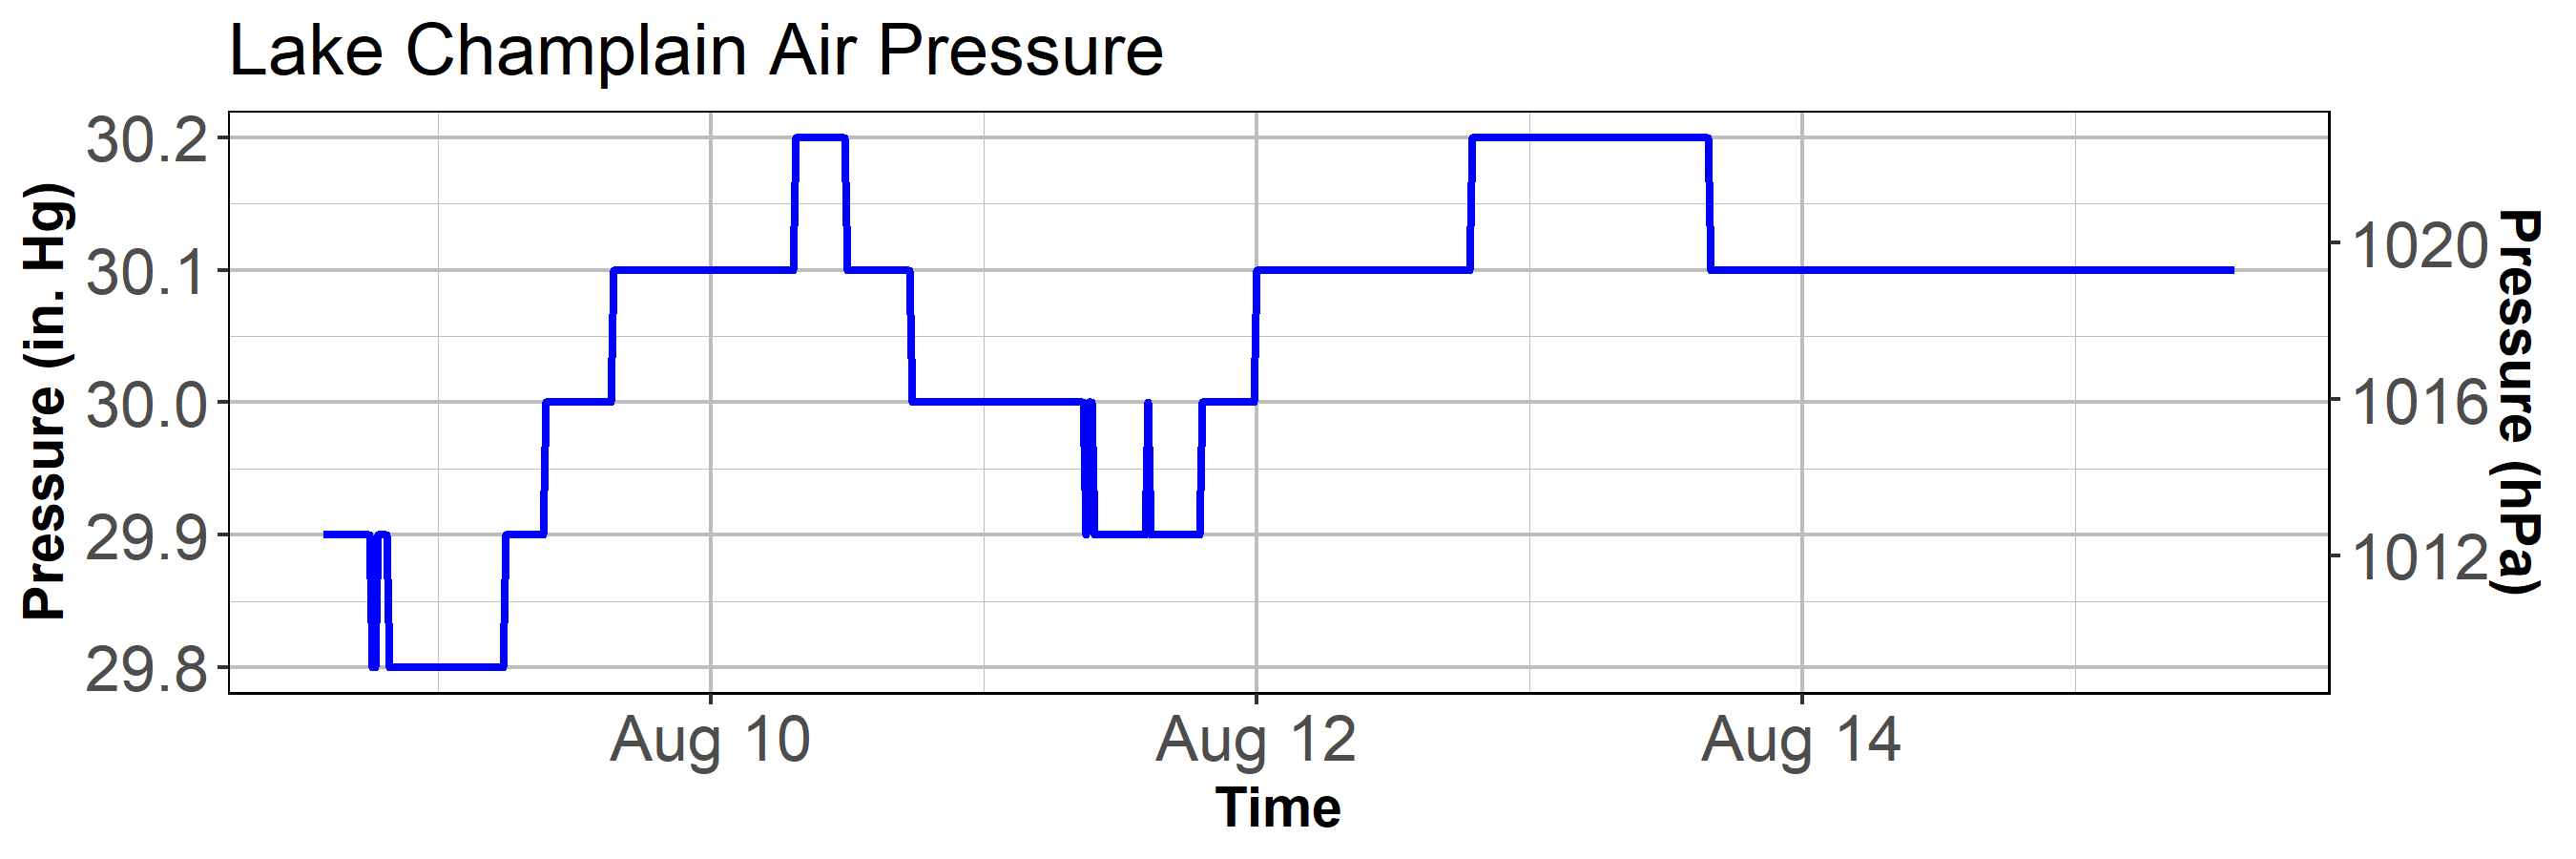 Lake Champlain Air Pressure
Pressure (in. Hg)
30.2
30.1
30.0
29.9
29.8
1020
1016
1012
Pressure (hPa)
Aug 10 Aug 12 Aug 14
Time